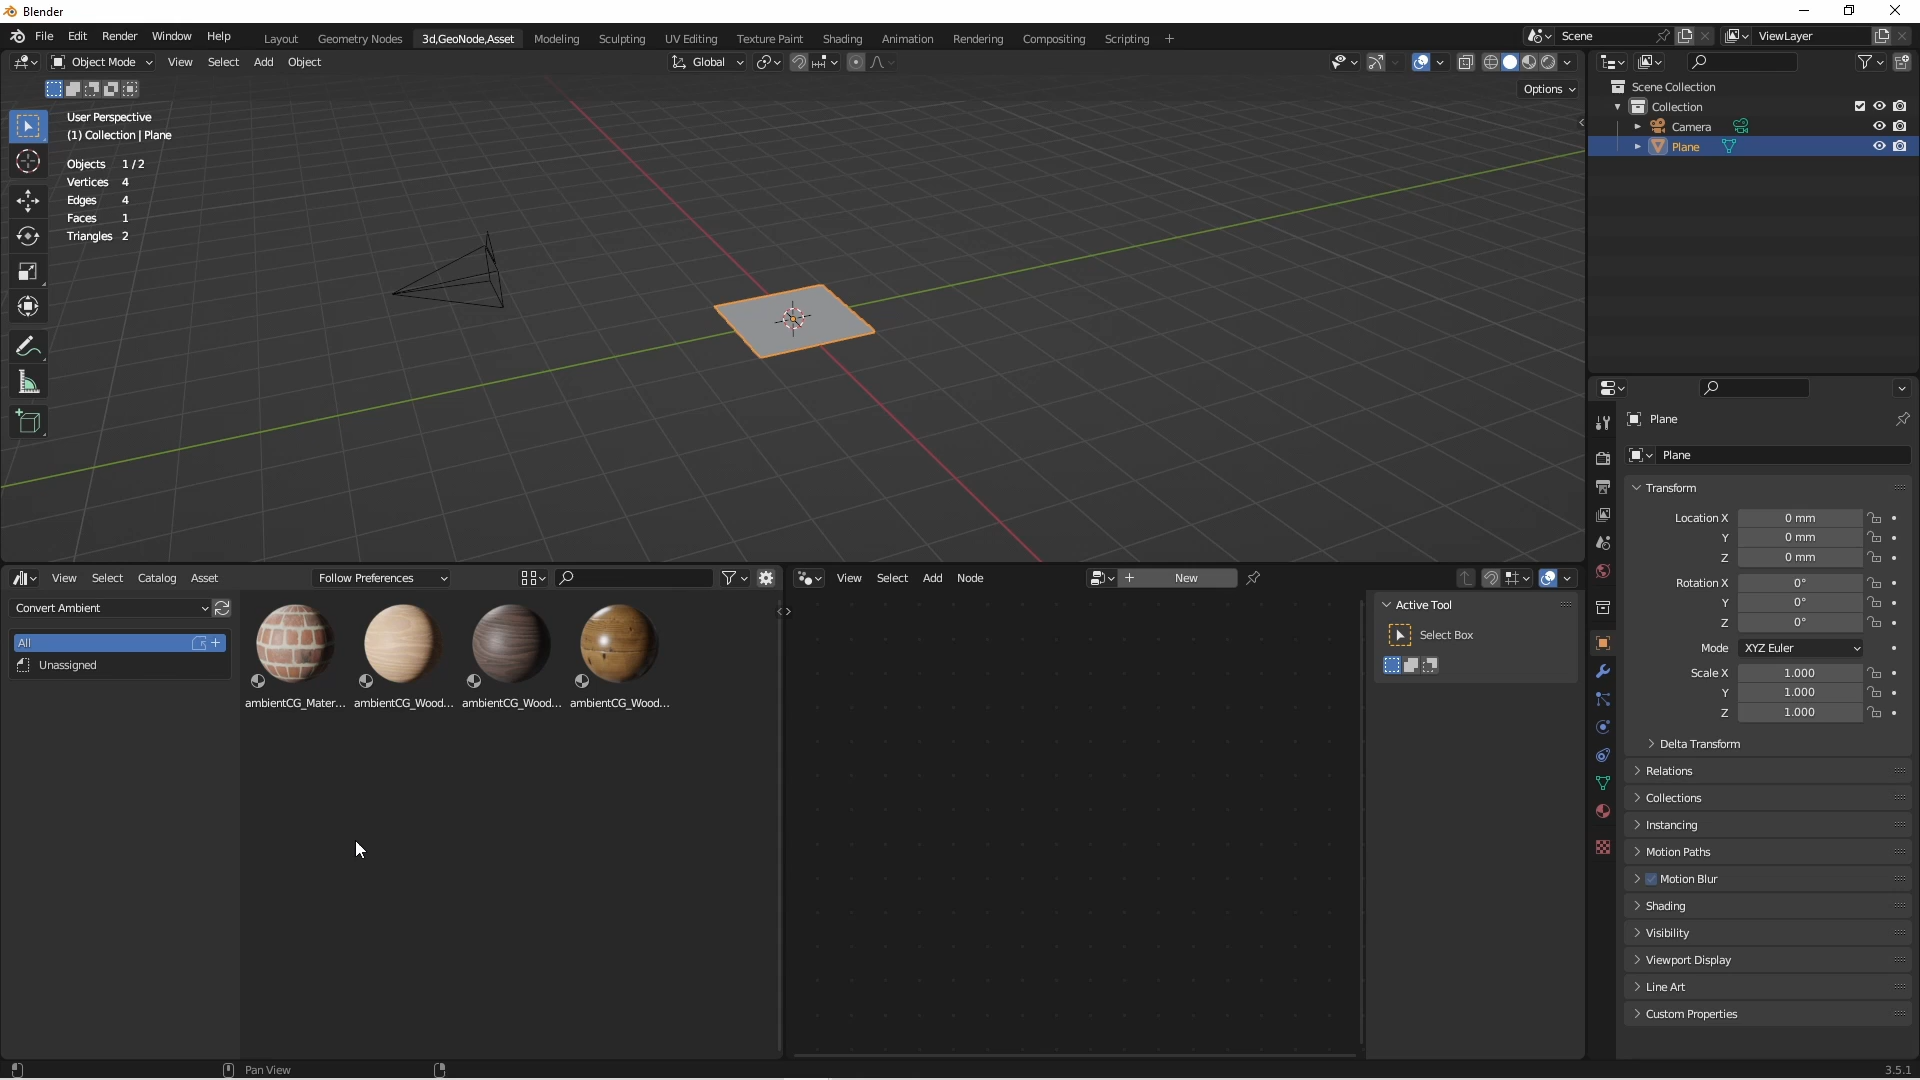 Blender
File Edit Render Window Help
Layout Geometry Nodes 3d,GeoNode,Asset Modeling Sculpting UV Editing Texture Paint Shading Animation Rendering Compositing Scripting +
Scene
ViewLayer
Object Mode View Select Add Object
Global
Options
User Perspective
(1) Collection | Plane
Objects 1/2
Vertices 4
Edges 4
Faces 1
Triangles 2
Scene Collection
Collection
Camera
Plane
Plane
Plane
Transform
Location X 0 mm
Y 0 mm
Z 0 mm
Rotation X 0°
Y 0°
Z 0°
Mode XYZ Euler
Scale X 1.000
Y 1.000
Z 1.000
Delta Transform
Relations
Collections
Instancing
Motion Paths
Motion Blur
Shading
Visibility
Viewport Display
Line Art
Custom Properties
View Select Catalog Asset
Follow Preferences
Convert Ambient
All
Unassigned
ambientCG_Mater... ambientCG_Wood... ambientCG_Wood... ambientCG_Wood...
View Select Add Node
New
Active Tool
Select Box
Pan View
3.5.1